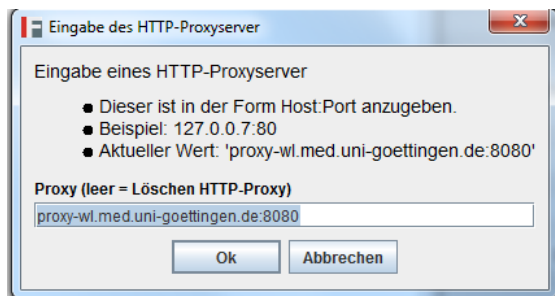 Eingabe des HTTP-Proxyserver
Eingabe eines HTTP-Proxyserver
Dieser ist in der Form Host:Port anzugeben.
Beispiel: 127.0.0.7:80
Aktueller Wert: 'proxy-wl.med.uni-goettingen.de:8080'
Proxy (leer = Löschen HTTP-Proxy)
proxy-wl.med.uni-goettingen.de:8080
Ok Abbrechen